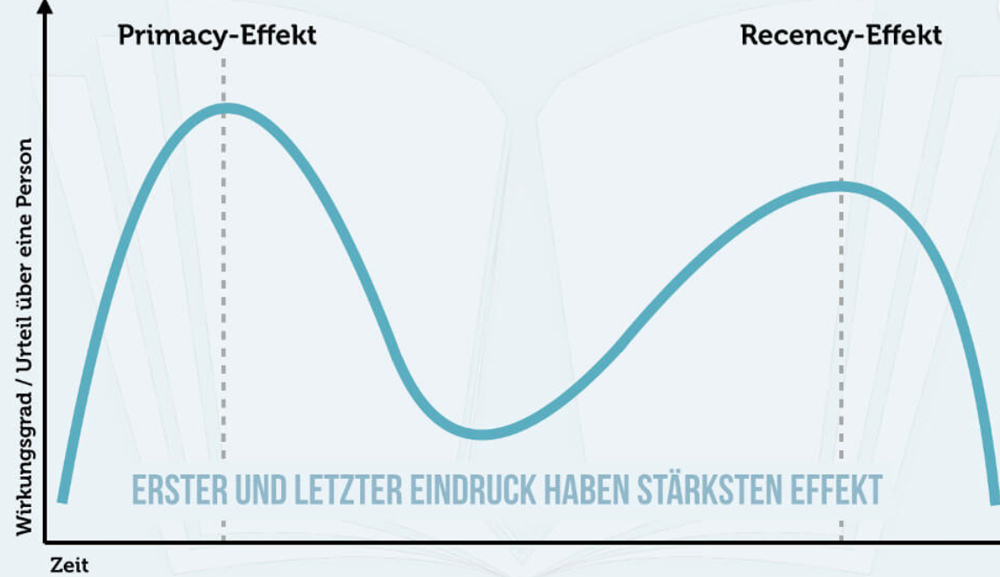 Primacy-Effekt
Recency-Effekt
Wirkungsgrad / Urteil über eine Person
ERSTER UND LETZTER EINDRUCK HABEN STÄRKSTEN EFFEKT
Zeit